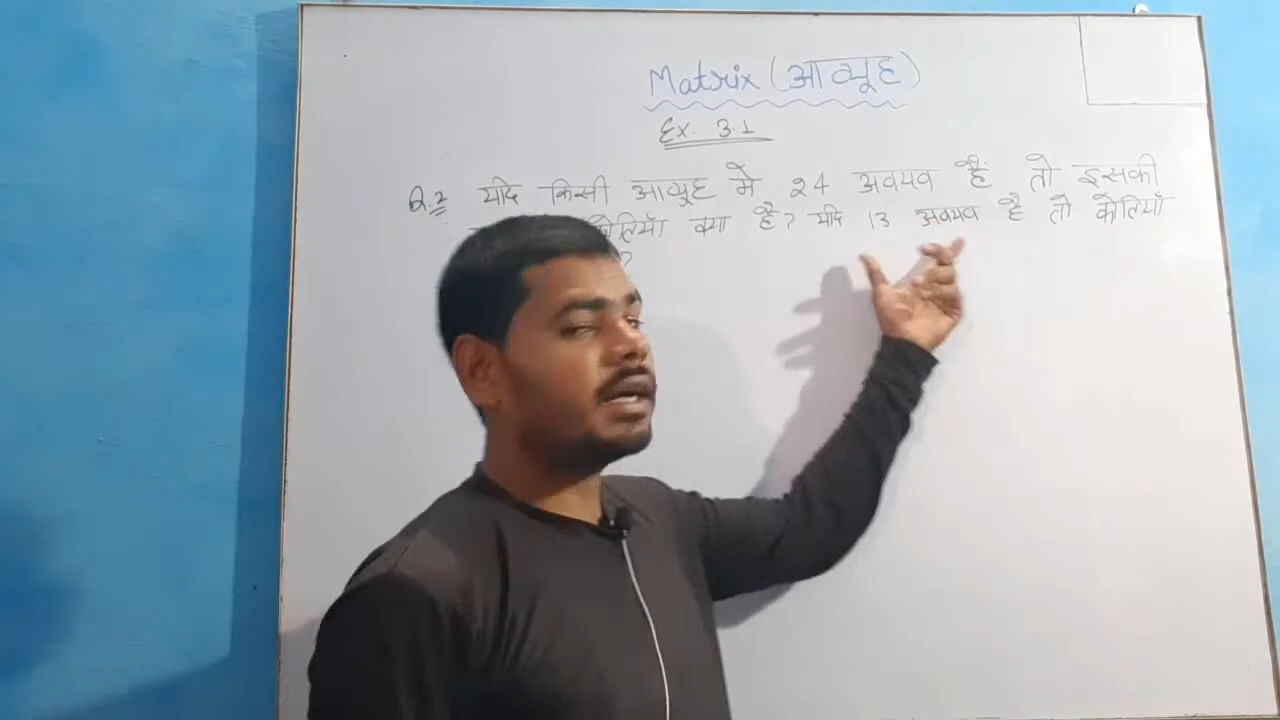 Matrix (आव्यूह)
Ex. 3.1
Q.2 यदि किसी आव्यूह में 24 अवयव हैं तो इसकी
क्या है? यदि 13 अवयव है तो कोटियाँ
?